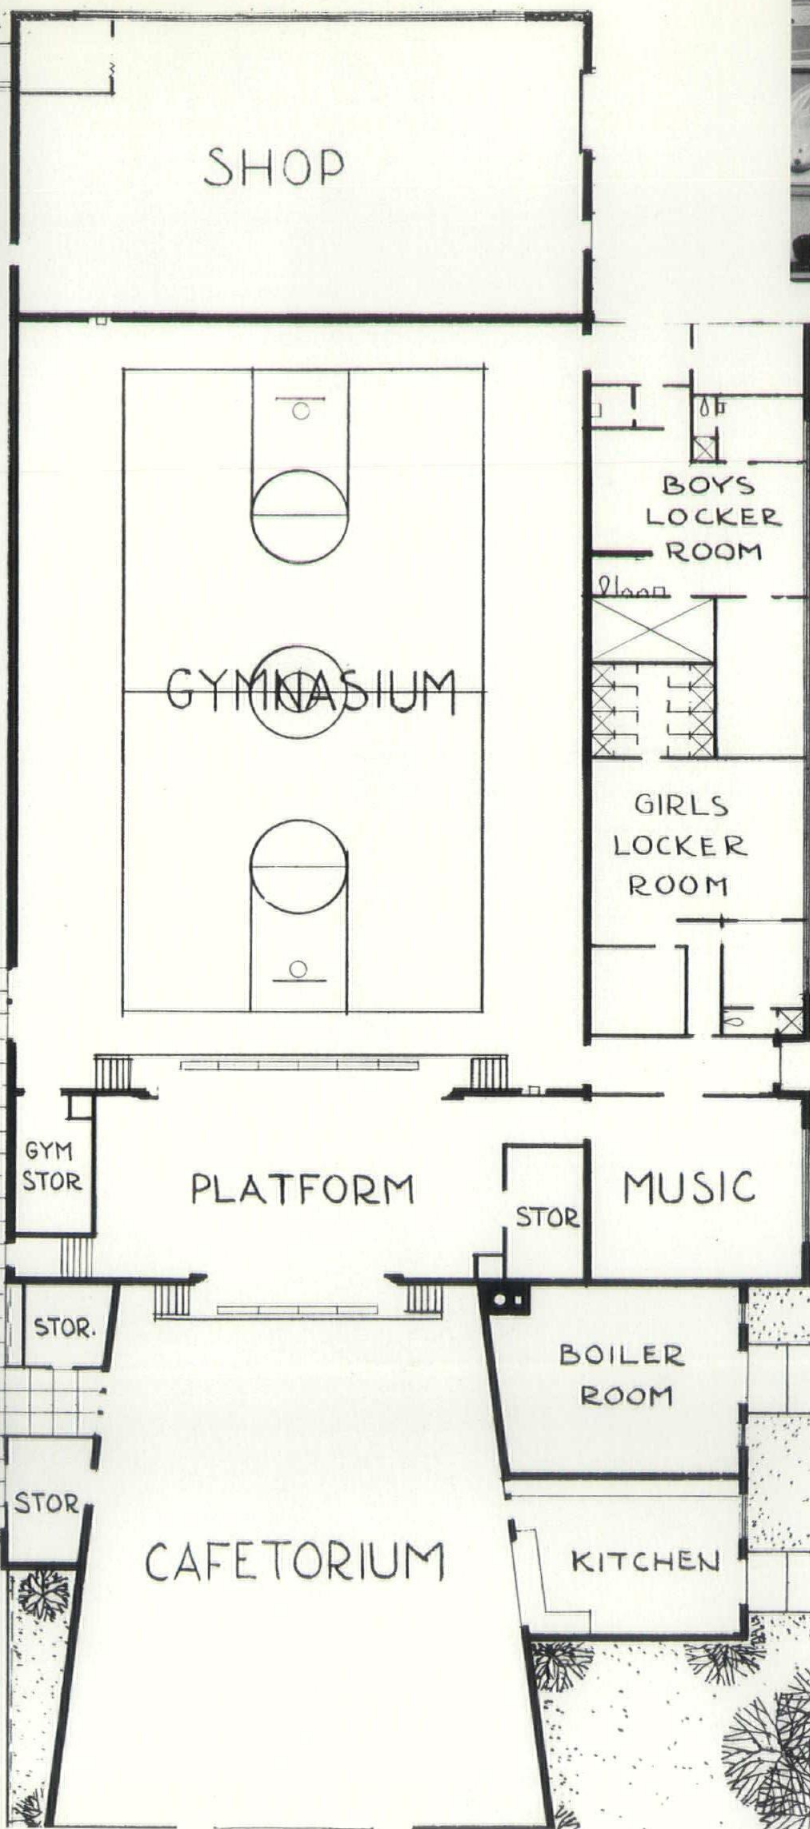 SHOP
BOYS
LOCKER
ROOM
GYMNASIUM
GIRLS
LOCKER
ROOM
GYM
STOR
PLATFORM
STOR
MUSIC
STOR.
BOILER
ROOM
STOR
CAFETORIUM
KITCHEN